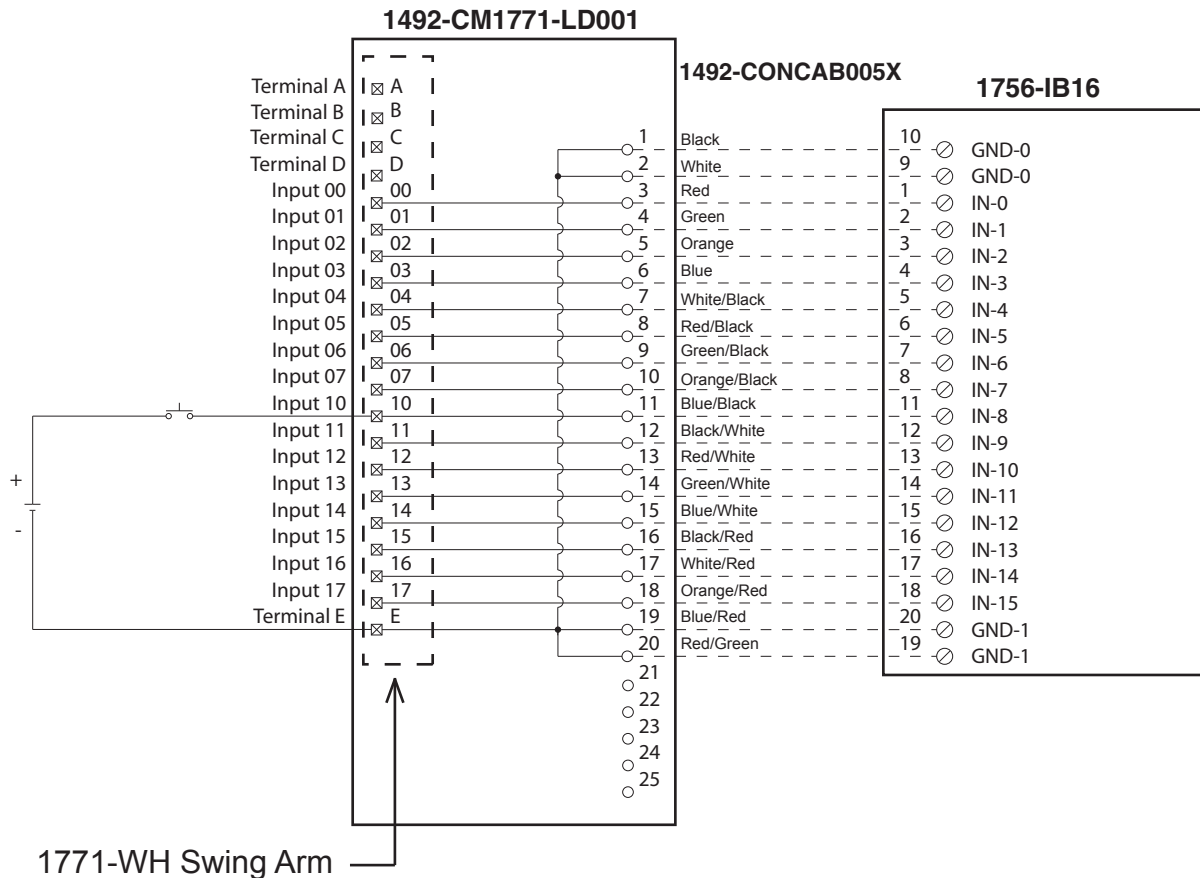 1492-CM1771-LD001
1492-CONCAB005X
1756-IB16
Terminal A A
Terminal B B
Terminal C C
1 Black 10 GND-0
Terminal D D
2 White 9 GND-0
Input 00 00 3 Red 1 IN-0
Input 01 01 4 Green 2 IN-1
Input 02 02 5 Orange 3 IN-2
Input 03 03 6 Blue 4 IN-3
Input 04 04 7 White/Black 5 IN-4
Input 05 05 8 Red/Black 6 IN-5
Input 06 06 9 Green/Black 7 IN-6
Input 07 07 10 Orange/Black 8 IN-7
Input 10 10 11 Blue/Black 11 IN-8
Input 11 11 12 Black/White 12 IN-9
Input 12 12 13 Red/White 13 IN-10
+
Input 13 13 14 Green/White 14 IN-11
Input 14 14 15 Blue/White 15 IN-12
-
Input 15 15 16 Black/Red 16 IN-13
Input 16 16 17 White/Red 17 IN-14
Input 17 17 18 Orange/Red 18 IN-15
Terminal E E 19 Blue/Red 20 GND-1
20 Red/Green 19 GND-1
21
22
23
24
25
1771-WH Swing Arm